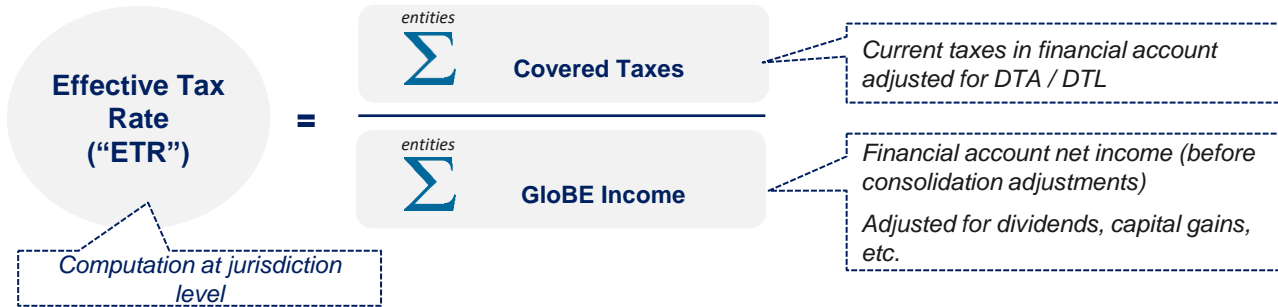 Effective Tax
Rate
(“ETR”)
=
entities
∑
Covered Taxes
entities
∑
GloBE Income
Current taxes in financial account
adjusted for DTA / DTL
Financial account net income (before
consolidation adjustments)
Adjusted for dividends, capital gains,
etc.
Computation at jurisdiction
level